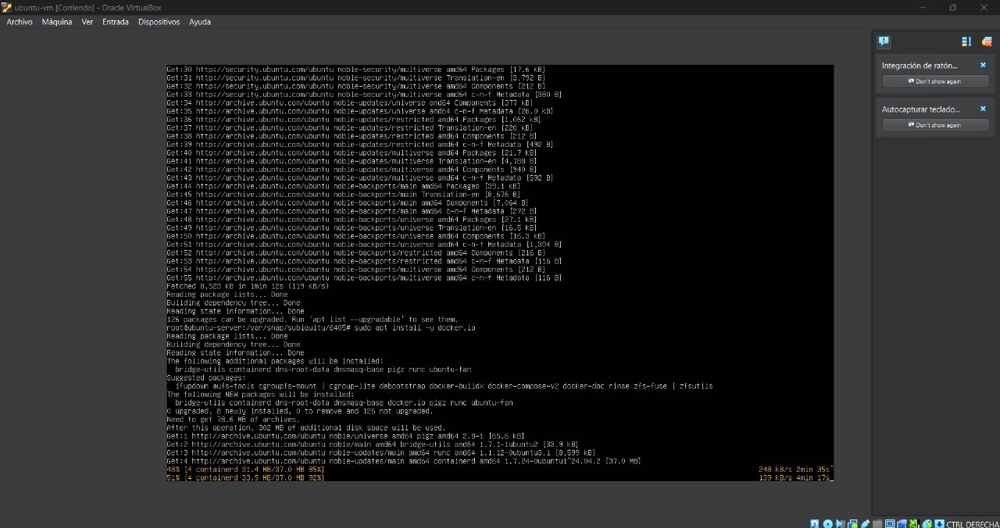 ubuntu-vm [Corriendo] - Oracle VirtualBox
Archivo Máquina Ver Entrada Dispositivos Ayuda
Get:30 http://security.ubuntu.com/ubuntu noble-security/multiverse amd64 Packages [17.6 kB]
Get:31 http://security.ubuntu.com/ubuntu noble-security/multiverse Translation-en [3,792 B]
Get:32 http://security.ubuntu.com/ubuntu noble-security/multiverse amd64 Components [212 B]
Get:33 http://security.ubuntu.com/ubuntu noble-security/multiverse amd64 c-n-f Metadata [380 B]
Get:34 http://archive.ubuntu.com/ubuntu noble-updates/universe amd64 Components [377 kB]
Get:35 http://archive.ubuntu.com/ubuntu noble-updates/universe amd64 c-n-f Metadata [26.0 kB]
Get:36 http://archive.ubuntu.com/ubuntu noble-updates/restricted amd64 Packages [1,062 kB]
Get:37 http://archive.ubuntu.com/ubuntu noble-updates/restricted Translation-en [220 kB]
Get:38 http://archive.ubuntu.com/ubuntu noble-updates/restricted amd64 Components [212 B]
Get:39 http://archive.ubuntu.com/ubuntu noble-updates/restricted amd64 c-n-f Metadata [492 B]
Get:40 http://archive.ubuntu.com/ubuntu noble-updates/multiverse amd64 Packages [21.7 kB]
Get:41 http://archive.ubuntu.com/ubuntu noble-updates/multiverse Translation-en [4,788 B]
Get:42 http://archive.ubuntu.com/ubuntu noble-updates/multiverse amd64 Components [940 B]
Get:43 http://archive.ubuntu.com/ubuntu noble-updates/multiverse amd64 c-n-f Metadata [592 B]
Get:44 http://archive.ubuntu.com/ubuntu noble-backports/main amd64 Packages [39.1 kB]
Get:45 http://archive.ubuntu.com/ubuntu noble-backports/main Translation-en [8,676 B]
Get:46 http://archive.ubuntu.com/ubuntu noble-backports/main amd64 Components [7,064 B]
Get:47 http://archive.ubuntu.com/ubuntu noble-backports/main amd64 c-n-f Metadata [272 B]
Get:48 http://archive.ubuntu.com/ubuntu noble-backports/universe amd64 Packages [27.1 kB]
Get:49 http://archive.ubuntu.com/ubuntu noble-backports/universe Translation-en [16.5 kB]
Get:50 http://archive.ubuntu.com/ubuntu noble-backports/universe amd64 Components [16.3 kB]
Get:51 http://archive.ubuntu.com/ubuntu noble-backports/universe amd64 c-n-f Metadata [1,304 B]
Get:52 http://archive.ubuntu.com/ubuntu noble-backports/restricted amd64 Components [216 B]
Get:53 http://archive.ubuntu.com/ubuntu noble-backports/restricted amd64 c-n-f Metadata [116 B]
Get:54 http://archive.ubuntu.com/ubuntu noble-backports/multiverse amd64 Components [212 B]
Get:55 http://archive.ubuntu.com/ubuntu noble-backports/multiverse amd64 c-n-f Metadata [116 B]
Fetched 8,523 kB in 1min 12s (119 kB/s)
Reading package lists... Done
Building dependency tree... Done
Reading state information... Done
126 packages can be upgraded. Run 'apt list --upgradable' to see them.
root@ubuntu-server:/var/snap/subiquity/6405# sudo apt install -y docker.io
Reading package lists... Done
Building dependency tree... Done
Reading state information... Done
The following additional packages will be installed:
  bridge-utils containerd dns-root-data dnsmasq-base pigz runc ubuntu-fan
Suggested packages:
  ifupdown aufs-tools cgroupfs-mount | cgroup-lite debootstrap docker-buildx docker-compose-v2 docker-doc rinse zfs-fuse | zfsutils
The following NEW packages will be installed:
  bridge-utils containerd dns-root-data dnsmasq-base docker.io pigz runc ubuntu-fan
0 upgraded, 8 newly installed, 0 to remove and 126 not upgraded.
Need to get 78.6 MB of archives.
After this operation, 302 MB of additional disk space will be used.
Get:1 http://archive.ubuntu.com/ubuntu noble/universe amd64 pigz amd64 2.8-1 [65.6 kB]
Get:2 http://archive.ubuntu.com/ubuntu noble/main amd64 bridge-utils amd64 1.7.1-1ubuntu2 [33.9 kB]
Get:3 http://archive.ubuntu.com/ubuntu noble-updates/main amd64 runc amd64 1.1.12-0ubuntu3.1 [8,599 kB]
Get:4 http://archive.ubuntu.com/ubuntu noble-updates/main amd64 containerd amd64 1.7.24-0ubuntu1~24.04.2 [37.0 MB]
48% [4 containerd 31.4 MB/37.0 MB 85%] 248 kB/s 2min 35s^
51% [4 containerd 33.9 MB/37.0 MB 92%] 139 kB/s 4min 17s_
Integración de ratón...
Don't show again
Autocapturar teclado...
Don't show again
CTRL DERECHA